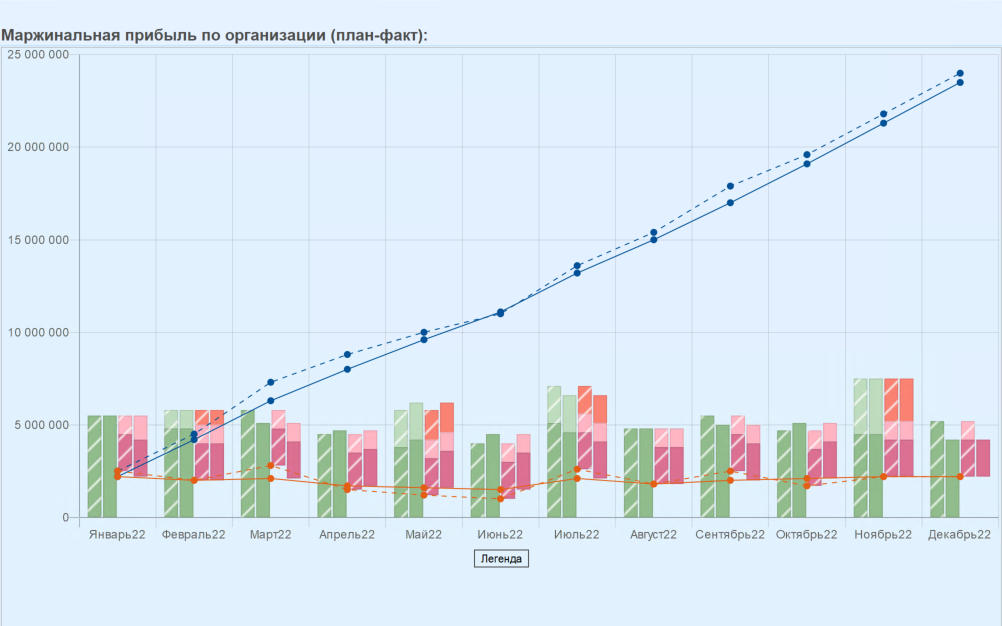 Маржинальная прибыль по организации (план-факт):
25 000 000
20 000 000
15 000 000
10 000 000
5 000 000
0
Январь22 Февраль22 Март22 Апрель22 Май22 Июнь22 Июль22 Август22 Сентябрь22 Октябрь22 Ноябрь22 Декабрь22
Легенда